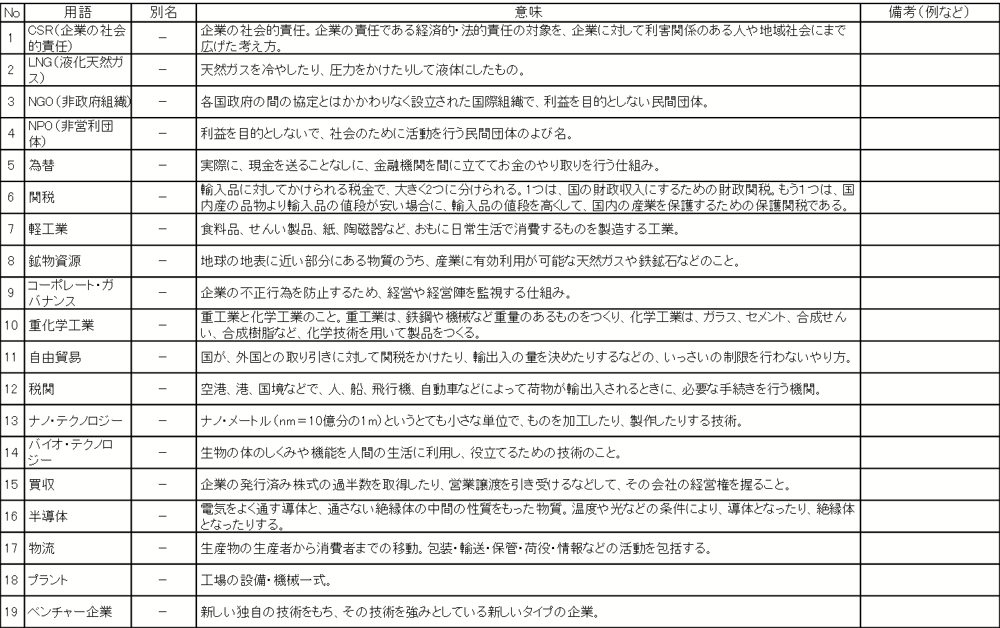 No 用語 別名 意味 備考（例など）
1 CSR（企業の社会的責任） － 企業の社会的責任。企業の責任である経済的・法的責任の対象を、企業に対して利害関係のある人や地域社会にまで
広げた考え方。
2 LNG（液化天然ガス） － 天然ガスを冷やしたり、圧力をかけたりして液体にしたもの。
3 NGO（非政府組織） － 各国政府の間の協定とはかかわりなく設立された国際組織で、利益を目的としない民間団体。
4 NPO（非営利団体） － 利益を目的としないで、社会のために活動を行う民間団体のよび名。
5 為替 － 実際に、現金を送ることなしに、金融機関を間に立ててお金のやり取りを行う仕組み。
6 関税 － 輸入品に対してかけられる税金で、大きく2つに分けられる。1つは、国の財政収入にするための財政関税。もう１つは、国
内産の品物より輸入品の値段が安い場合に、輸入品の値段を高くして、国内の産業を保護するための保護関税である。
7 軽工業 － 食料品、せんい製品、紙、陶磁器など、おもに日常生活で消費するものを製造する工業。
8 鉱物資源 － 地球の地表に近い部分にある物質のうち、産業に有効利用が可能な天然ガスや鉄鉱石などのこと。
9 コーポレート・ガバナンス － 企業の不正行為を防止するため、経営や経営陣を監視する仕組み。
10 重化学工業 － 重工業と化学工業のこと。重工業は、鉄鋼や機械など重量のあるものをつくり、化学工業は、ガラス、セメント、合成せん
い、合成樹脂など、化学技術を用いて製品をつくる。
11 自由貿易 － 国が、外国との取り引きに対して関税をかけたり、輸出入の量を決めたりするなどの、いっさいの制限を行わないやり方。
12 税関 － 空港、港、国境などで、人、船、飛行機、自動車などによって荷物が輸出入されるときに、必要な手続きを行う機関。
13 ナノ・テクノロジー － ナノ・メートル（nm＝10億分の1m）というとても小さな単位で、ものを加工したり、製作したりする技術。
14 バイオ・テクノロジー － 生物の体のしくみや機能を人間の生活に利用し、役立てるための技術のこと。
15 買収 － 企業の発行済み株式の過半数を取得したり、営業譲渡を引き受けるなどして、その会社の経営権を握ること。
16 半導体 － 電気をよく通す導体と、通さない絶縁体の中間の性質をもった物質。温度や光などの条件により、導体となったり、絶縁体
となったりする。
17 物流 － 生産物の生産者から消費者までの移動。包装・輸送・保管・荷役・情報などの活動を包括する。
18 プラント － 工場の設備・機械一式。
19 ベンチャー企業 － 新しい独自の技術をもち、その技術を強みとしている新しいタイプの企業。